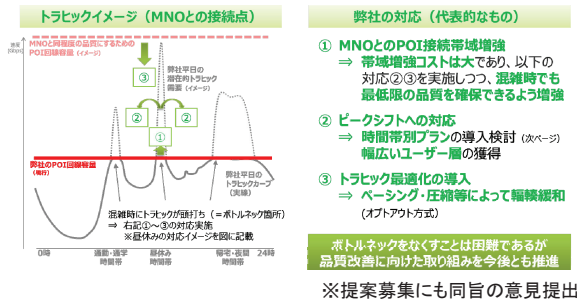 トラヒックイメージ（MNOとの接続点）
速度
[Gbps]
MNOと同程度の品質にするための
POI回線容量（イメージ）
弊社平日の
潜在的トラヒック
需要（イメージ）
③
②
②
①
弊社のPOI回線容量
（現行）
弊社平日の
トラヒックカーブ
（実線）
混雑時にトラヒックが頭打ち（＝ボトルネック箇所）
⇒ 右記①～③の対応実施
※昼休みの対応イメージを図に記載
0時
通勤・通学
時間帯
昼休み
時間帯
帰宅・夜間
時間帯
24時
弊社の対応（代表的なもの）
① MNOとのPOI接続帯域増強
⇒ 帯域増強コストは大であり、以下の
対応②③を実施しつつ、混雑時でも
最低限の品質を確保できるよう増強
② ピークシフトへの対応
⇒ 時間帯別プランの導入検討（次ページ）
幅広いユーザー層の獲得
③ トラヒック最適化の導入
⇒ ペーシング・圧縮等によって輻輳緩和
（オプトアウト方式）
ボトルネックをなくすことは困難であるが
品質改善に向けた取り組みを今後とも推進
※提案募集にも同旨の意見提出